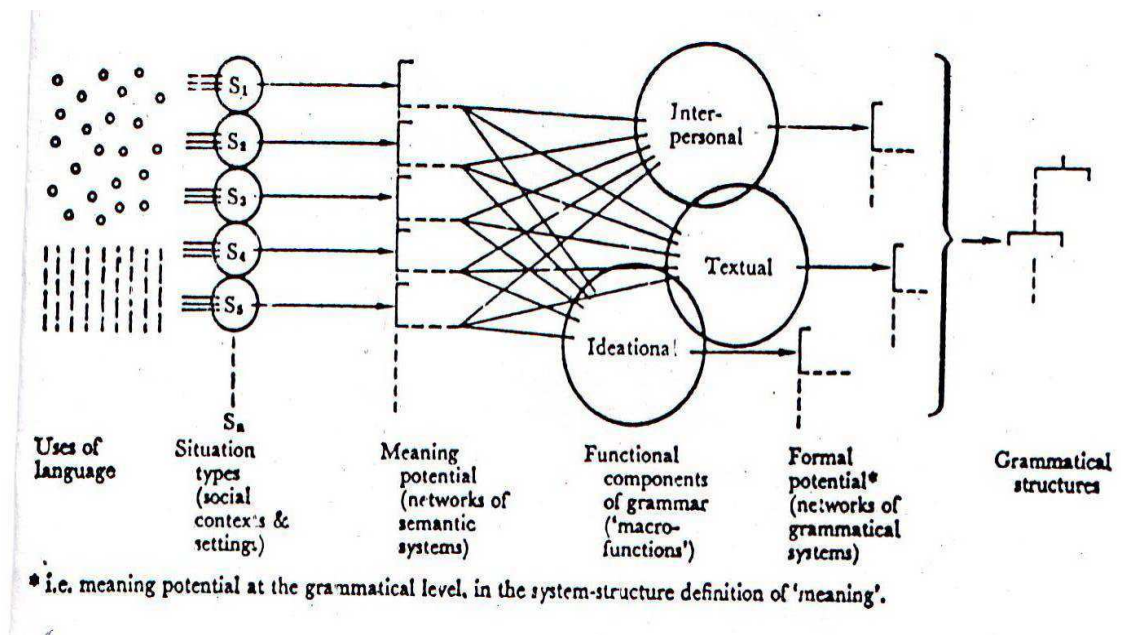 S₁
S₂
S₃
S₄
S₅
Sₙ
Inter-
personal
Textual
Ideational
Uses of
language
Situation
types
(social
contexts &
settings)
Meaning
potential
(networks of
semantic
systems)
Functional
components
of grammar
('macro-
functions')
Formal
potential*
(networks of
grammatical
systems)
Grammatical
structures
* i.e. meaning potential at the grammatical level, in the system-structure definition of 'meaning'.